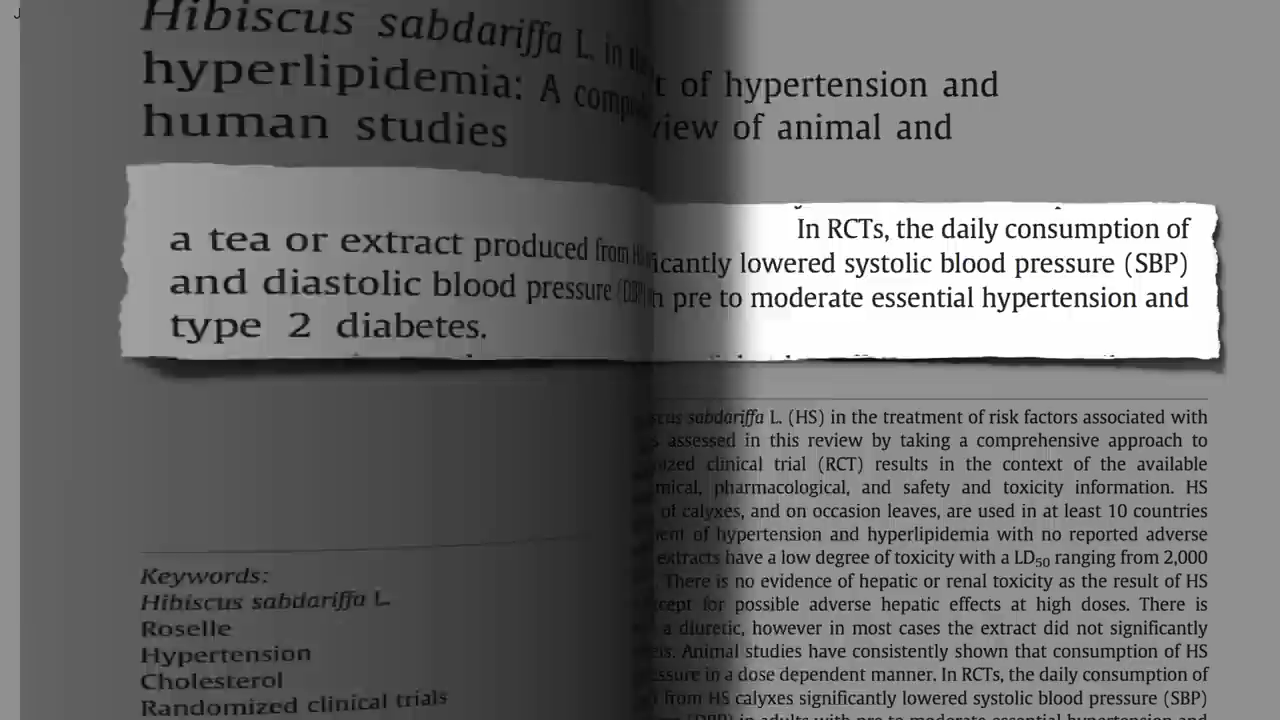 Hibiscus sabdariffa L. in the
t of hypertension and
hyperlipidemia: A
view of animal and
human studies
In RCTs, the daily consumption of
a tea or extract produced from
icantly lowered systolic blood pressure (SBP)
and diastolic blood pressure
pre to moderate essential hypertension and
type 2 diabetes.
sabdariffa L. (HS) in the treatment of risk factors associated with
assessed in this review by taking a comprehensive approach to
clinical trial (RCT) results in the context of the available
pharmacological, and safety and toxicity information. HS
of calyxes, and on occasion leaves, are used in at least 10 countries
of hypertension and hyperlipidemia with no reported adverse
extracts have a low degree of toxicity with a LD50 ranging from 2,000
There is no evidence of hepatic or renal toxicity as the result of HS
for possible adverse hepatic effects at high doses. There is
a diuretic, however in most cases the extract did not significantly
Animal studies have consistently shown that consumption of HS
in a dose dependent manner. In RCTs, the daily consumption of
from HS calyxes significantly lowered systolic blood pressure (SBP)
in adults with pre to moderate essential hypertension and
Keywords:
Hibiscus sabdariffa L.
Roselle
Hypertension
Cholesterol
Randomized clinical trials